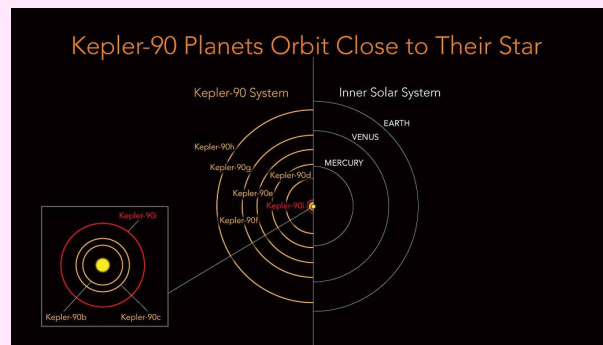 Kepler-90 Planets Orbit Close to Their Star
Kepler-90 System
Inner Solar System
EARTH
VENUS
MERCURY
Kepler-90h
Kepler-90g
Kepler-90d
Kepler-90e
Kepler-90i
Kepler-90f
Kepler-90i
Kepler-90b
Kepler-90c